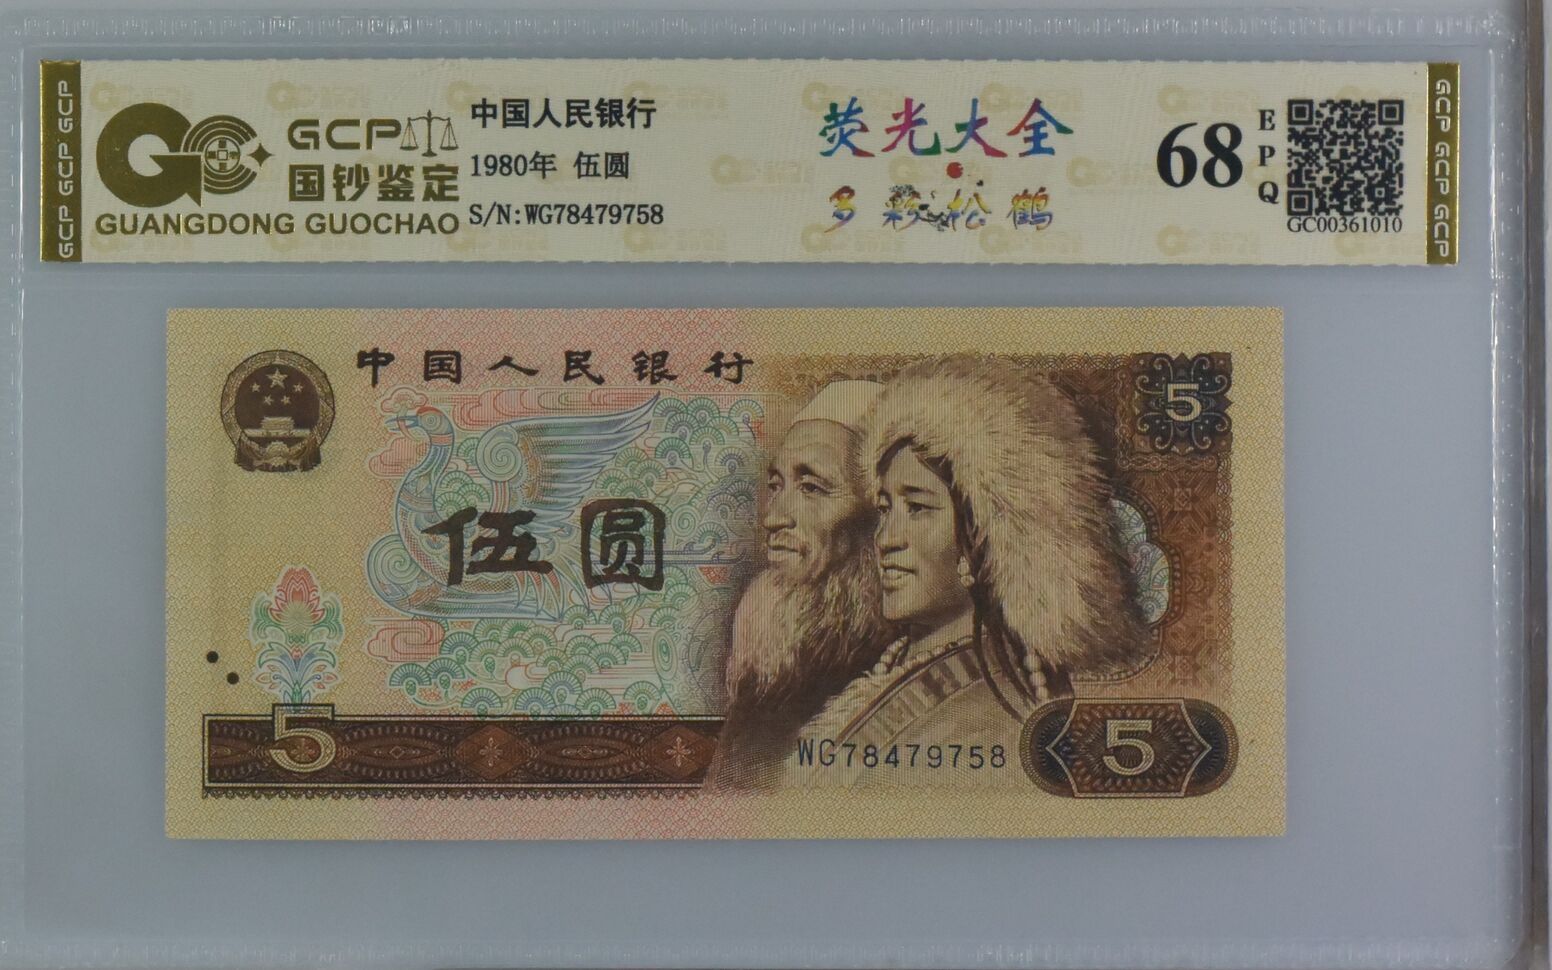 GCP
国钞鉴定
GUANGDONG GUOCHAO
中国人民银行
1980年 伍圆
S/N:WG78479758
荧光大全
多彩松鹤
68
EPQ
GC00361010
GCP GCP GCP
GCP GCP GCP
中国人民银行
5
伍圆
5
WG78479758
5